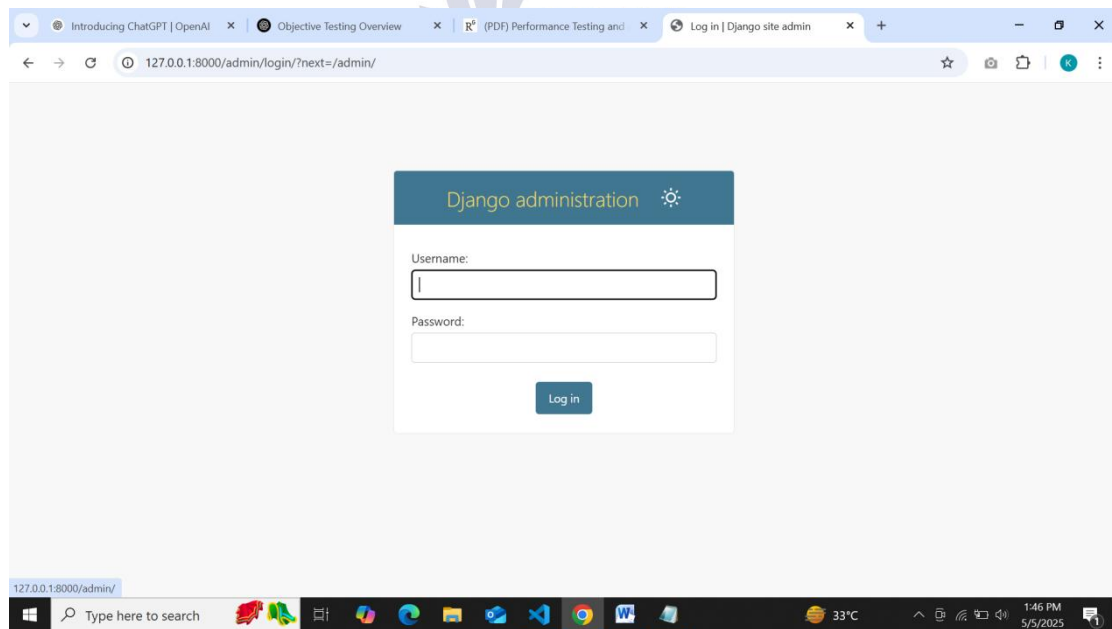 Introducing ChatGPT | OpenAI
Objective Testing Overview
R⁶ (PDF) Performance Testing and
Log in | Django site admin
127.0.0.1:8000/admin/login/?next=/admin/
K
Django administration
Username:
Password:
Log in
127.0.0.1:8000/admin/
Type here to search
33°C
1:46 PM
5/5/2025
1